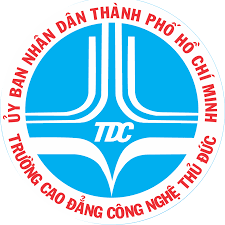 ỦY BAN NHÂN DÂN THÀNH PHỐ HỒ CHÍ MINH
TDC
TRƯỜNG CAO ĐẲNG CÔNG NGHỆ THỦ ĐỨC